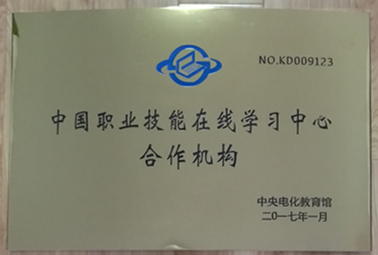 NO.KD009123
中国职业技能在线学习中心
合作机构
中央电化教育馆
二〇一七年一月